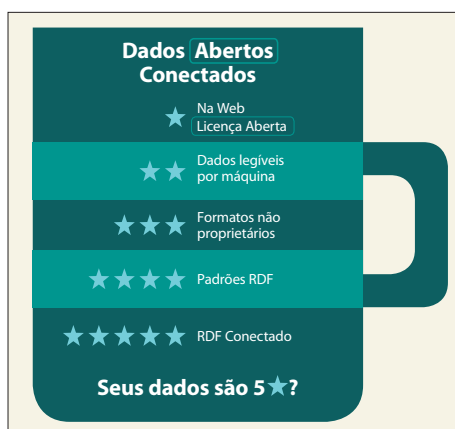 Dados Abertos
Conectados
★ Na Web
Licença Aberta
★★ Dados legíveis
por máquina
★★★ Formatos não
proprietários
★★★★ Padrões RDF
★★★★★ RDF Conectado
Seus dados são 5★?